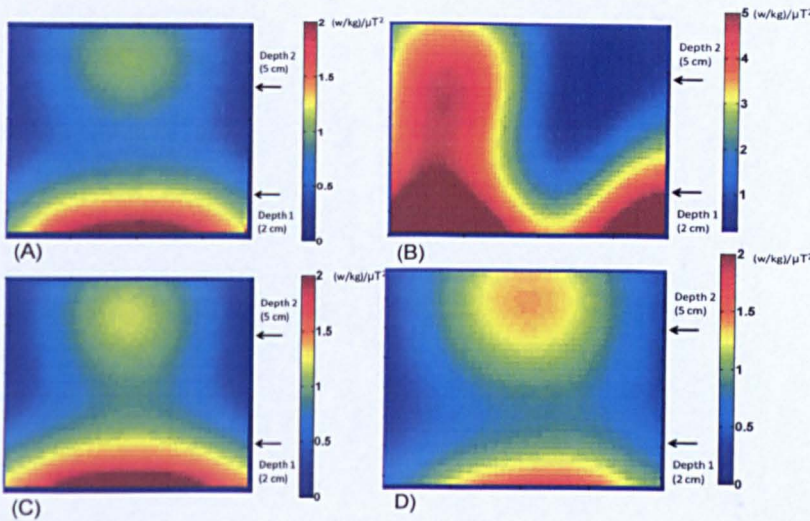 2 (w/kg)/μT²
Depth 2
(5 cm)
1.5
1
0.5
Depth 1
(2 cm)
0
(A)
5 (w/kg)/μT²
Depth 2
(5 cm)
4
3
2
Depth 1
(2 cm)
1
(B)
2 (w/kg)/μT²
Depth 2
(5 cm)
1.5
1
0.5
Depth 1
(2 cm)
0
(C)
2 (w/kg)/μT²
Depth 2
(5 cm)
1.5
1
0.5
Depth 1
(2 cm)
0
D)